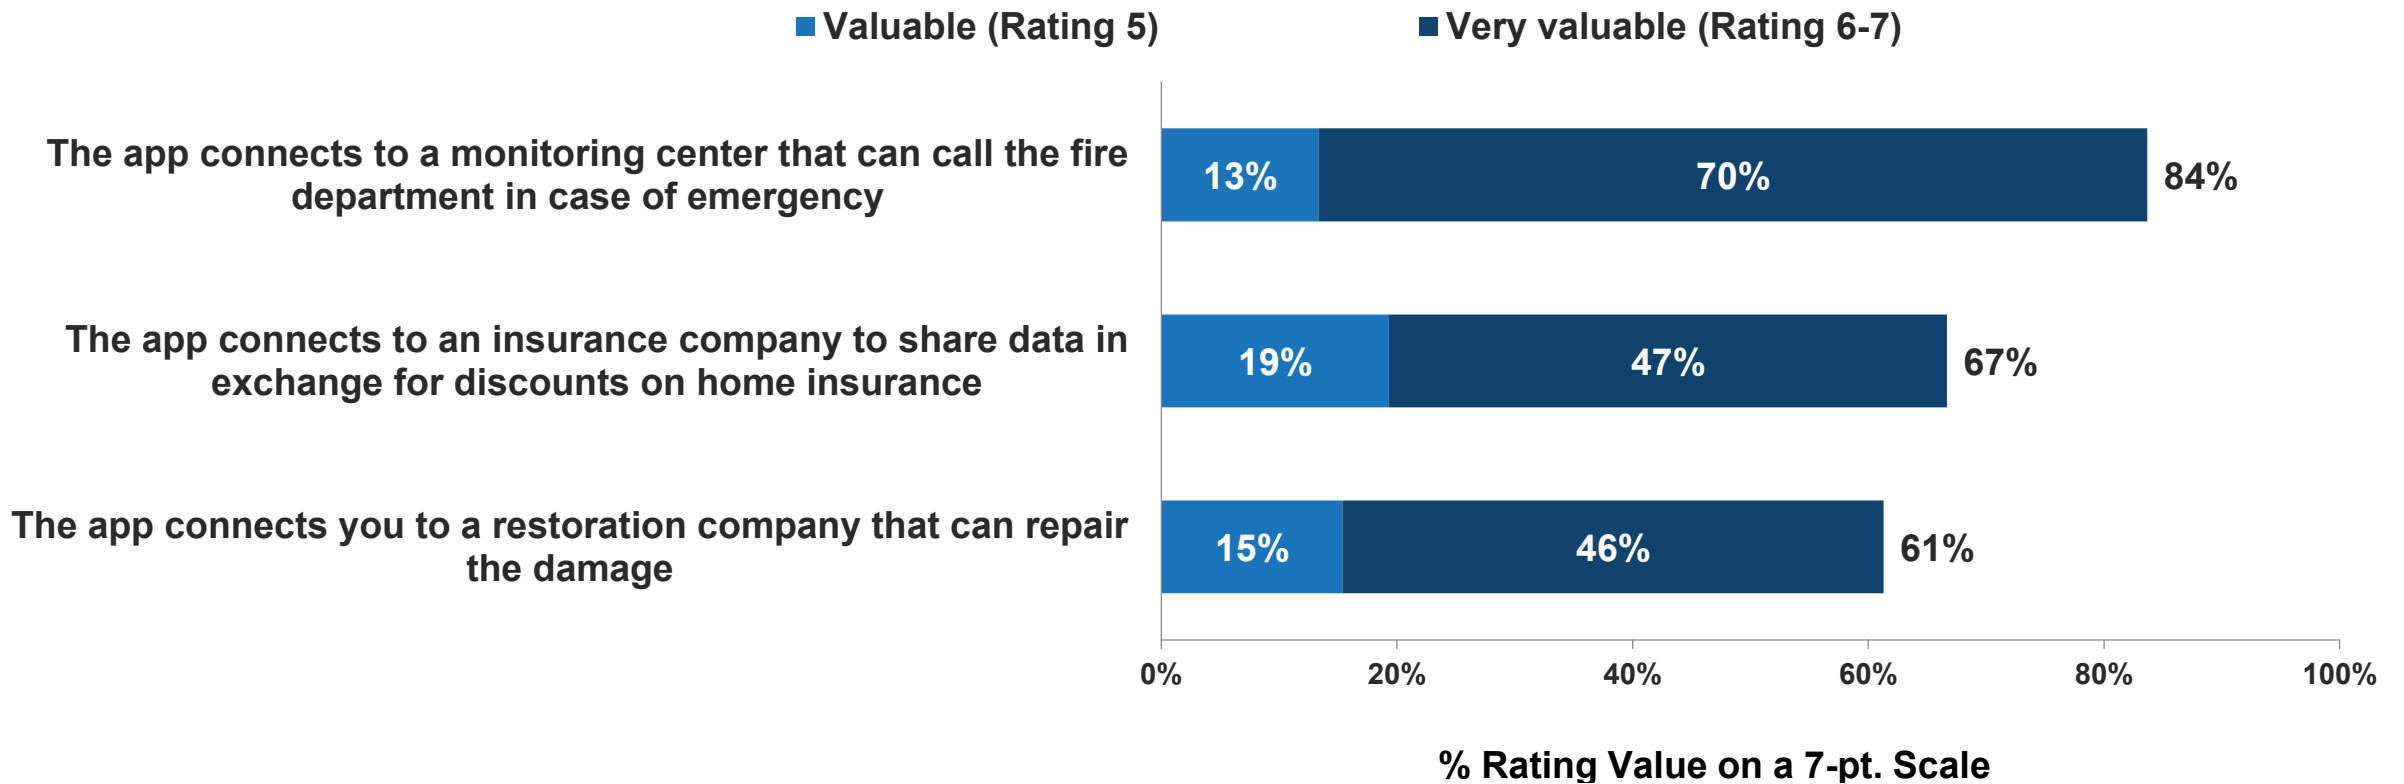 Valuable (Rating 5)
Very valuable (Rating 6-7)
The app connects to a monitoring center that can call the fire
department in case of emergency
13%
70%
84%
The app connects to an insurance company to share data in
exchange for discounts on home insurance
19%
47%
67%
The app connects you to a restoration company that can repair
the damage
15%
46%
61%
0%
20%
40%
60%
80%
100%
% Rating Value on a 7-pt. Scale